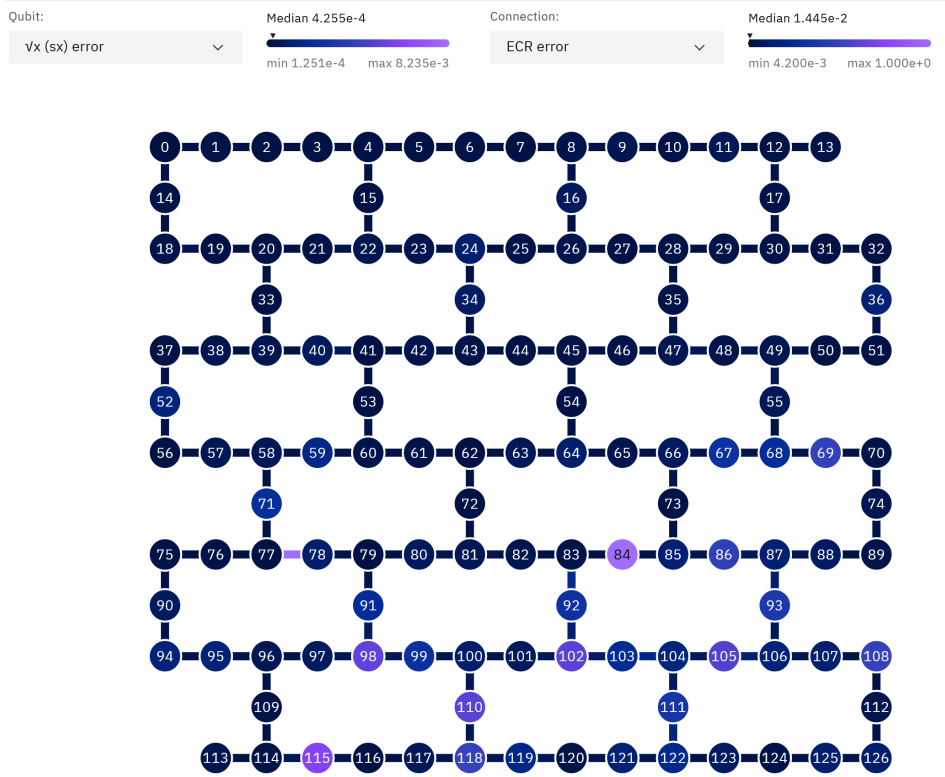 Qubit:
√x (sx) error
Median 4.255e-4
min 1.251e-4 max 8.235e-3
Connection:
ECR error
Median 1.445e-2
min 4.200e-3 max 1.000e+0
0 1 2 3 4 5 6 7 8 9 10 11 12 13
14 15 16 17
18 19 20 21 22 23 24 25 26 27 28 29 30 31 32
33 34 35 36
37 38 39 40 41 42 43 44 45 46 47 48 49 50 51
52 53 54 55
56 57 58 59 60 61 62 63 64 65 66 67 68 69 70
71 72 73 74
75 76 77 78 79 80 81 82 83 84 85 86 87 88 89
90 91 92 93
94 95 96 97 98 99 100 101 102 103 104 105 106 107 108
109 110 111 112
113 114 115 116 117 118 119 120 121 122 123 124 125 126